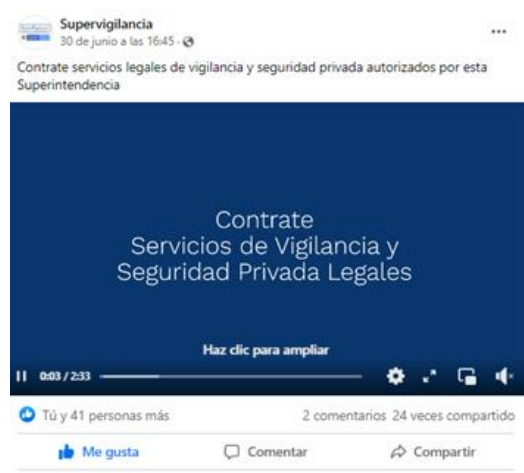 Supervigilancia
30 de junio a las 16:45 ·
Contrate servicios legales de vigilancia y seguridad privada autorizados por esta
Superintendencia
Contrate
Servicios de Vigilancia y
Seguridad Privada Legales
Haz clic para ampliar
0:03 / 2:33
Tú y 41 personas más 2 comentarios 24 veces compartido
Me gusta Comentar Compartir